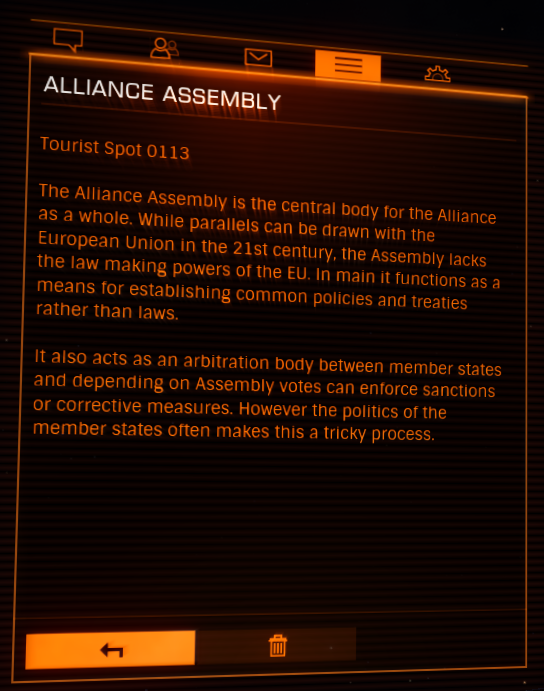 ALLIANCE ASSEMBLY
Tourist Spot 0113
The Alliance Assembly is the central body for the Alliance
as a whole. While parallels can be drawn with the
European Union in the 21st century, the Assembly lacks
the law making powers of the EU. In main it functions as a
means for establishing common policies and treaties
rather than laws.
It also acts as an arbitration body between member states
and depending on Assembly votes can enforce sanctions
or corrective measures. However the politics of the
member states often makes this a tricky process.